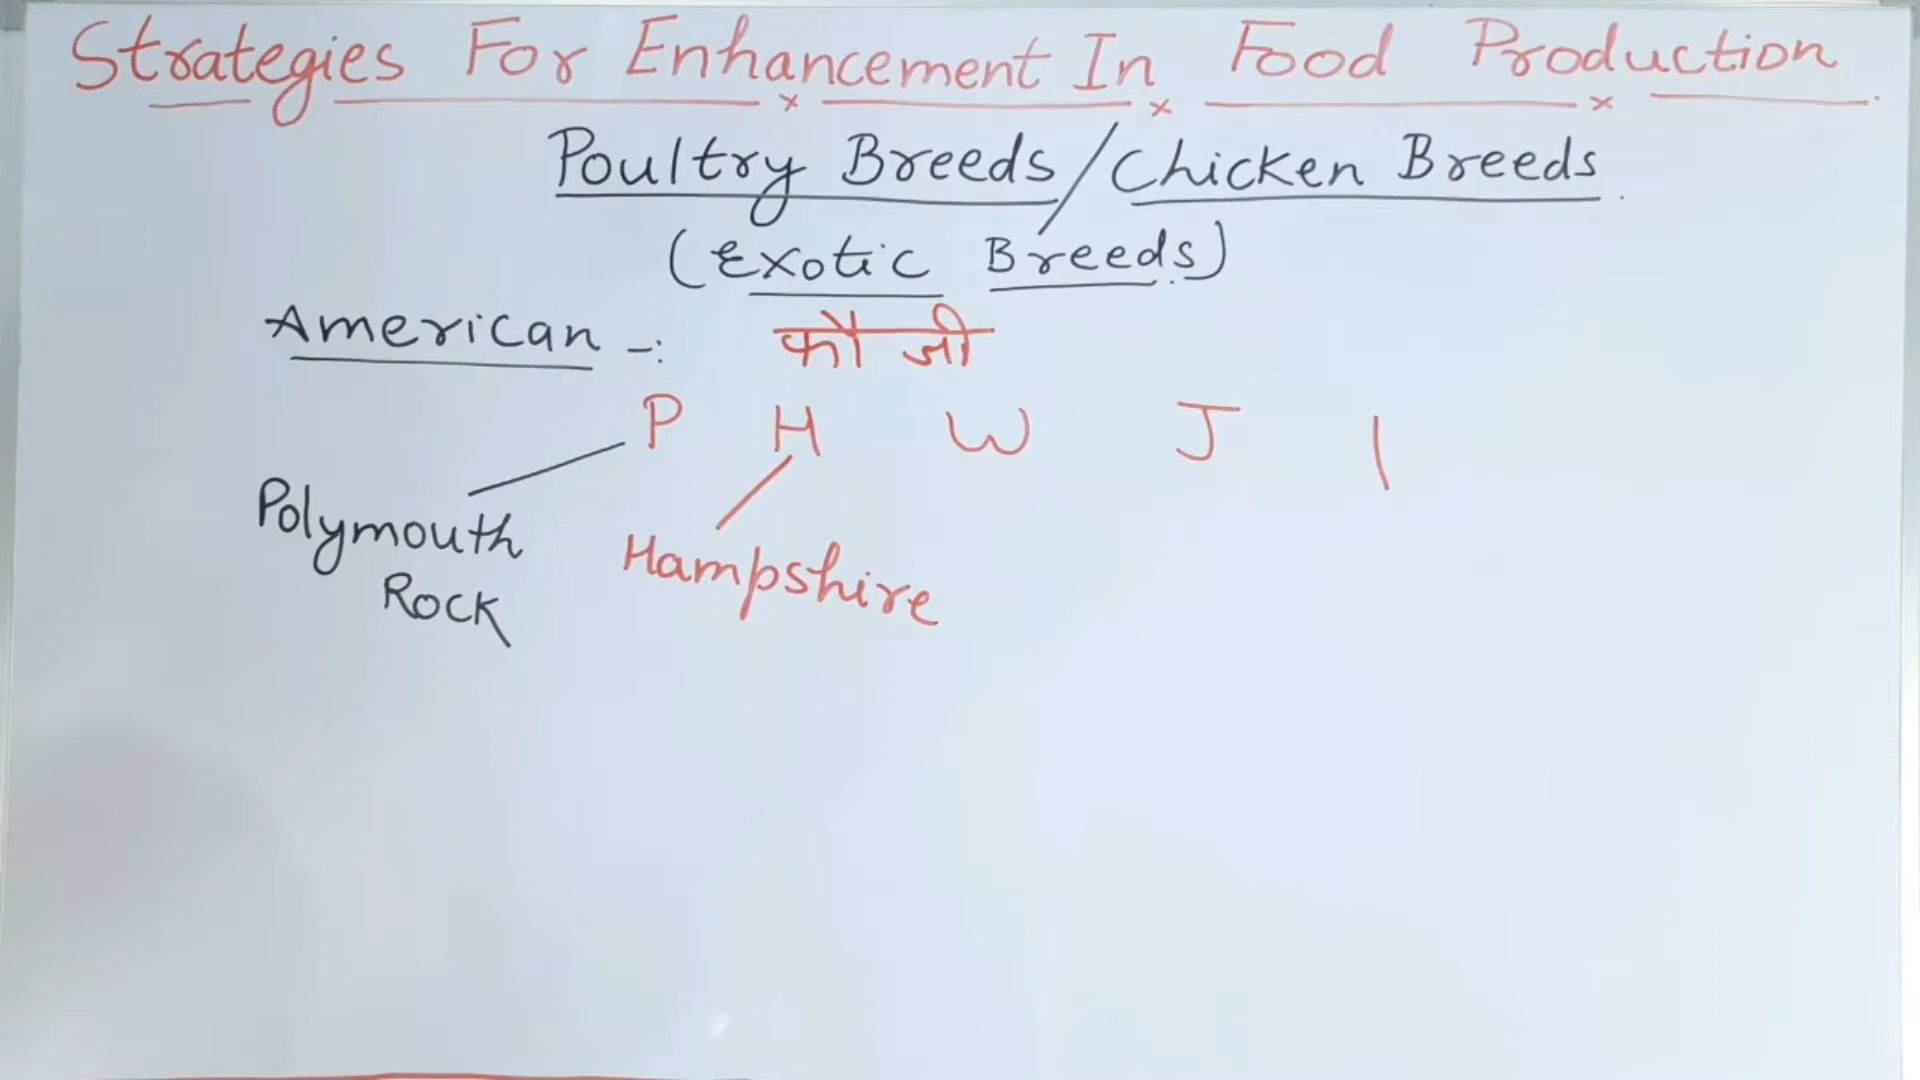 Strategies For Enhancement In Food Production
Poultry Breeds/Chicken Breeds
(Exotic Breeds)
American -: फौ जी
P H W J |
Polymouth Hampshire
Rock